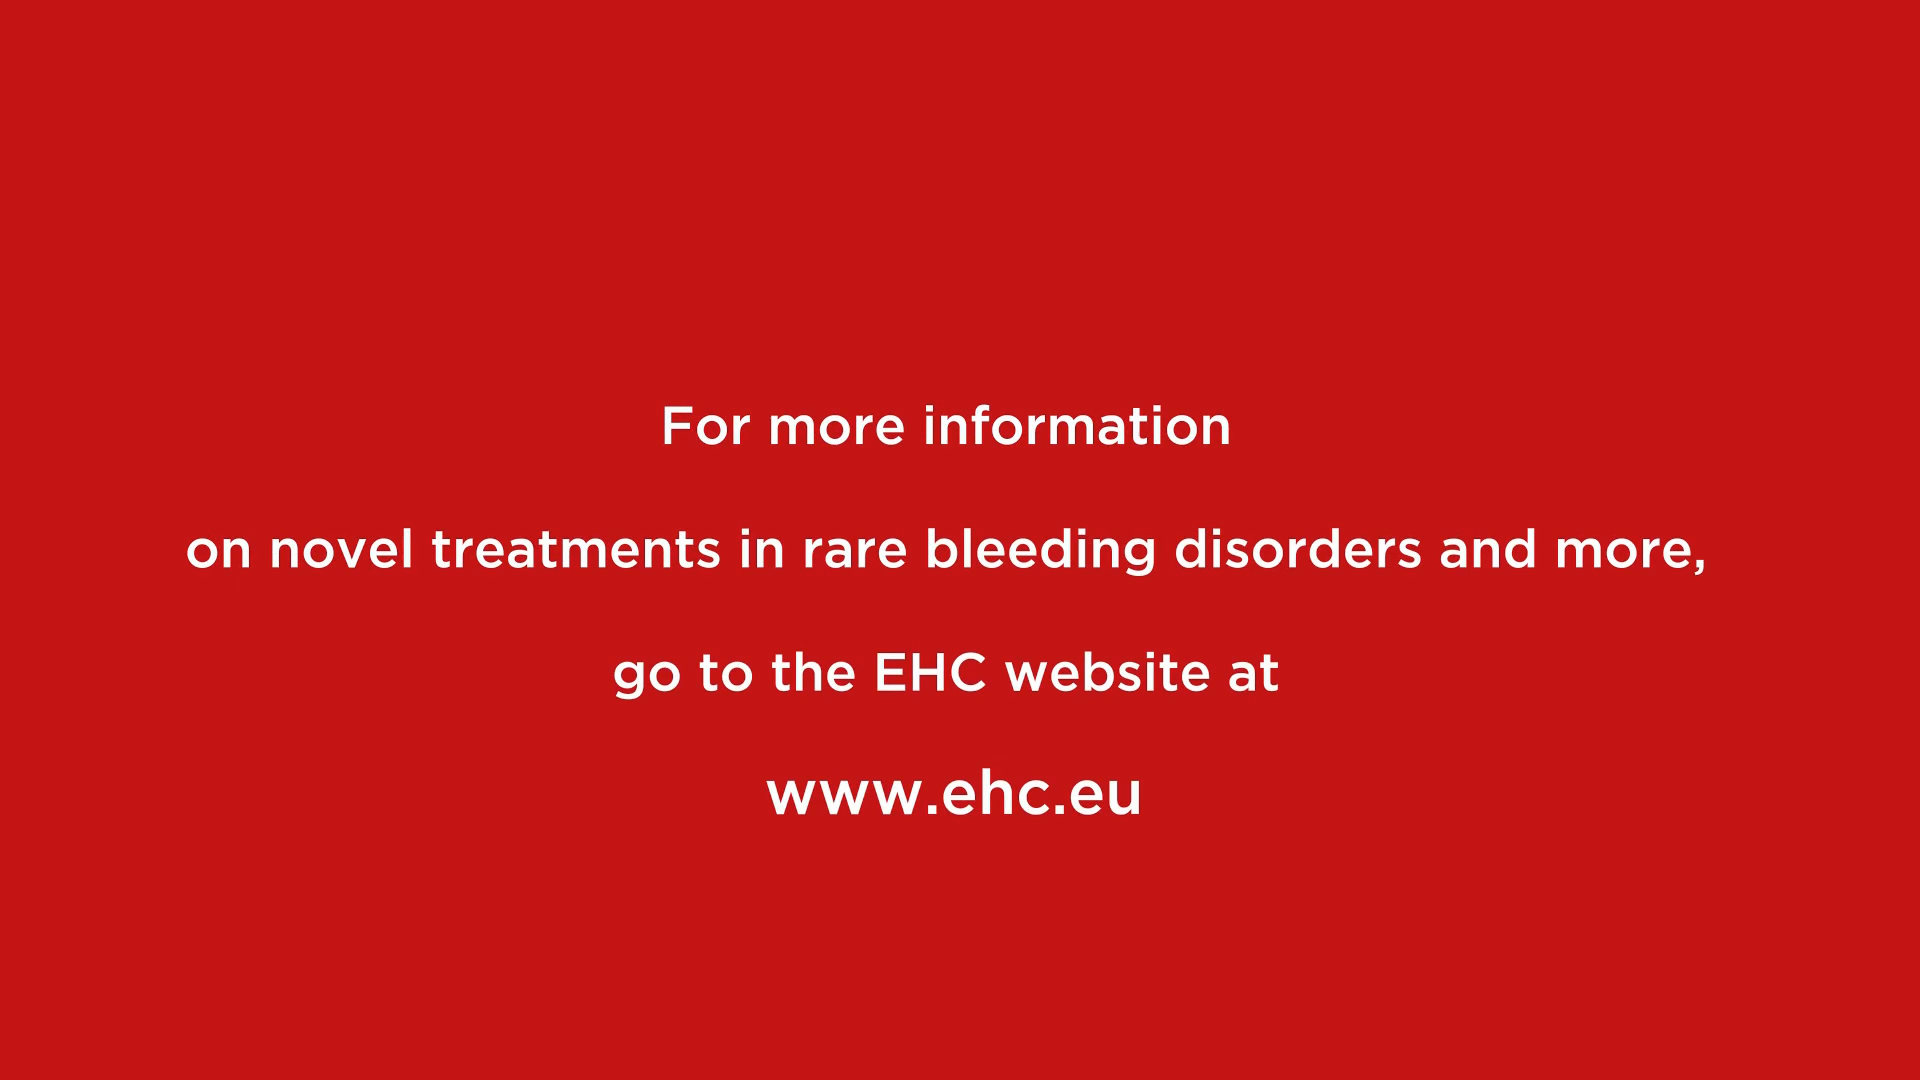 For more information
on novel treatments in rare bleeding disorders and more,
go to the EHC website at
www.ehc.eu